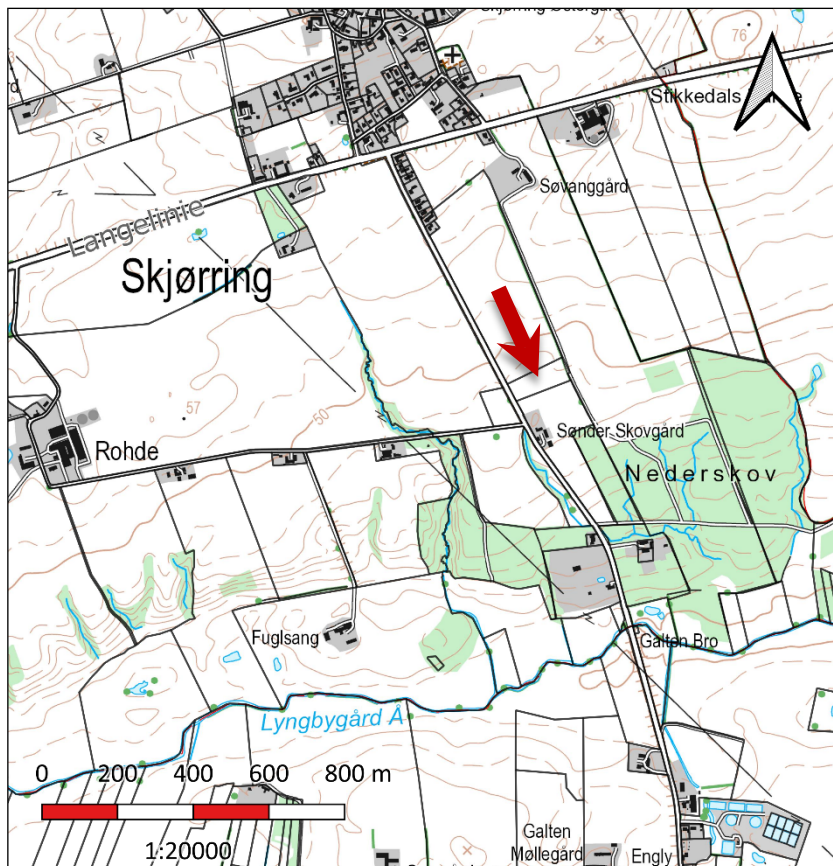 76
Stikkedals
Søvanggård
Langelinie
Skjørring
57
50
Sønder Skovgård
Rohde
Nederskov
Fuglsang
Galten Bro
Lyngbygård Å
0 200 400 600 800 m
1:20000
Galten
Møllegård
Engly